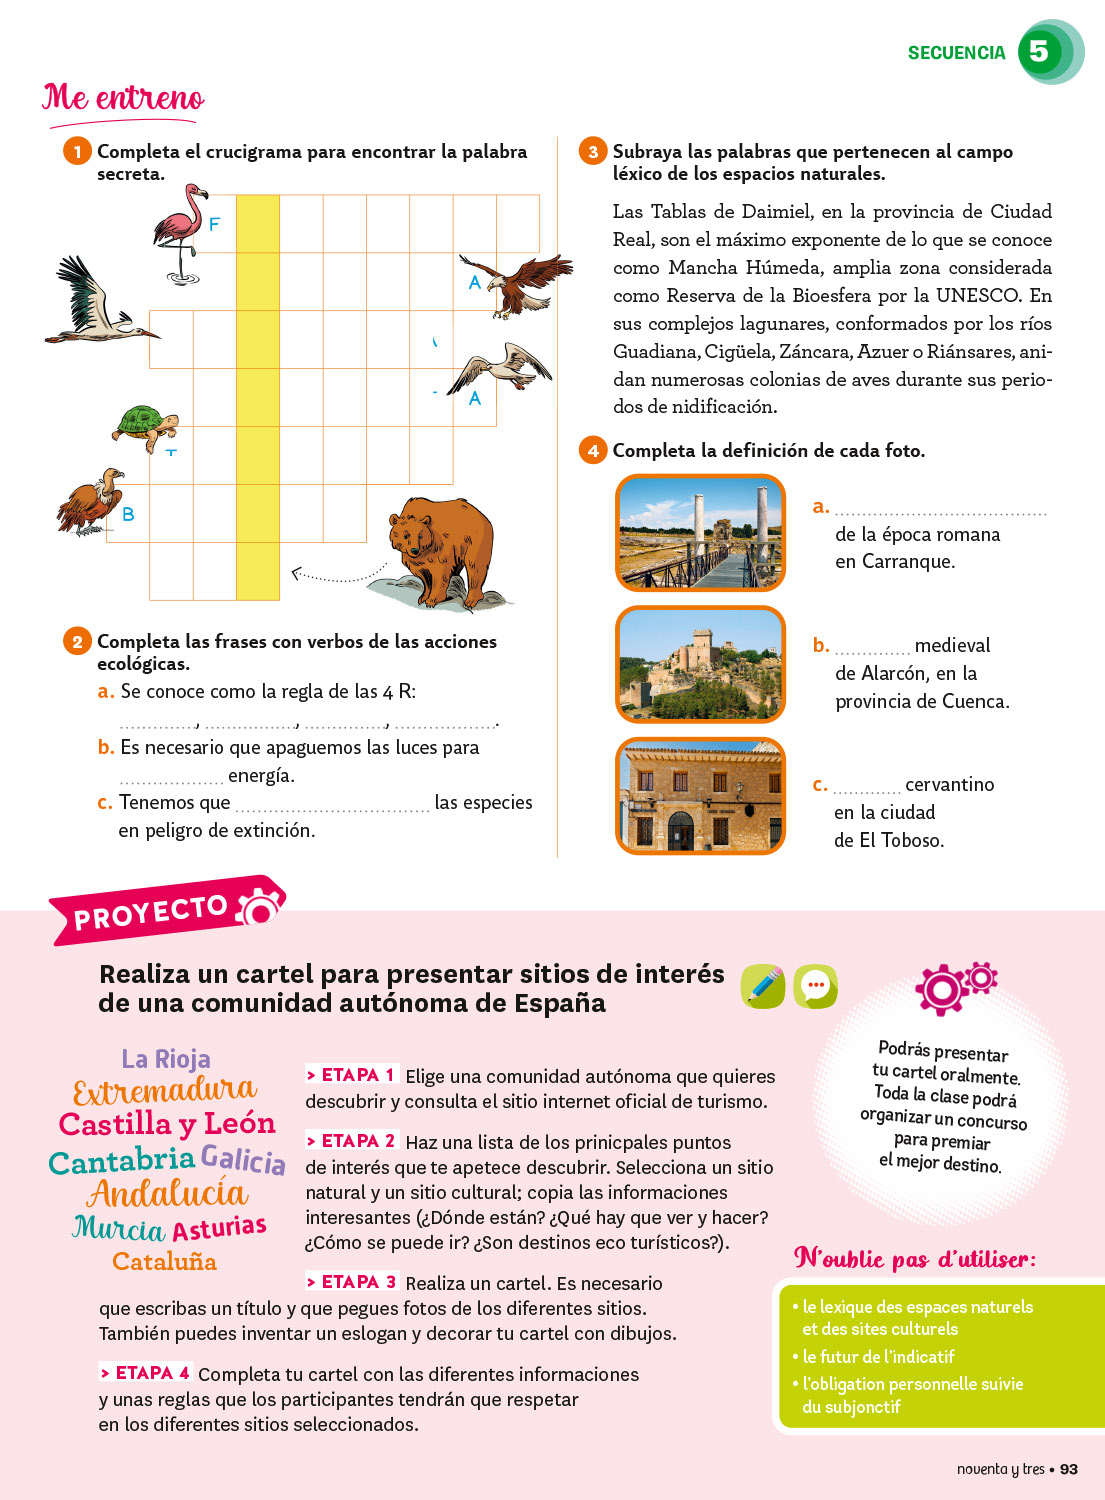 SECUENCIA 5
Me entreno
1 Completa el crucigrama para encontrar la palabra
secreta.
F
A
A
T
B
2 Completa las frases con verbos de las acciones
ecológicas.
a. Se conoce como la regla de las 4 R:
..............., ..............., ..............., ................
b. Es necesario que apaguemos las luces para
............... energía.
c. Tenemos que ............... las especies
en peligro de extinción.
3 Subraya las palabras que pertenecen al campo
léxico de los espacios naturales.
Las Tablas de Daimiel, en la provincia de Ciudad
Real, son el máximo exponente de lo que se conoce
como Mancha Húmeda, amplia zona considerada
como Reserva de la Bioesfera por la UNESCO. En
sus complejos lagunares, conformados por los ríos
Guadiana, Cigüela, Záncara, Azuer o Riánsares, ani-
dan numerosas colonias de aves durante sus perio-
dos de nidificación.
4 Completa la definición de cada foto.
a. ...............
de la época romana
en Carranque.
b. ............... medieval
de Alarcón, en la
provincia de Cuenca.
c. ............... cervantino
en la ciudad
de El Toboso.
PROYECTO
Realiza un cartel para presentar sitios de interés
de una comunidad autónoma de España
La Rioja
Extremadura
Castilla y León
Cantabria Galicia
Andalucía
Murcia Asturias
Cataluña
> ETAPA 1 Elige una comunidad autónoma que quieres
descubrir y consulta el sitio internet oficial de turismo.
> ETAPA 2 Haz una lista de los prinicpales puntos
de interés que te apetece descubrir. Selecciona un sitio
natural y un sitio cultural; copia las informaciones
interesantes (¿Dónde están? ¿Qué hay que ver y hacer?
¿Cómo se puede ir? ¿Son destinos eco turísticos?).
> ETAPA 3 Realiza un cartel. Es necesario
que escribas un título y que pegues fotos de los diferentes sitios.
También puedes inventar un eslogan y decorar tu cartel con dibujos.
> ETAPA 4 Completa tu cartel con las diferentes informaciones
y unas reglas que los participantes tendrán que respetar
en los diferentes sitios seleccionados.
Podrás presentar
tu cartel oralmente.
Toda la clase podrá
organizar un concurso
para premiar
el mejor destino.
N'oublie pas d'utiliser:
• le lexique des espaces naturels
et des sites culturels
• le futur de l'indicatif
• l'obligation personnelle suivie
du subjonctif
noventa y tres • 93